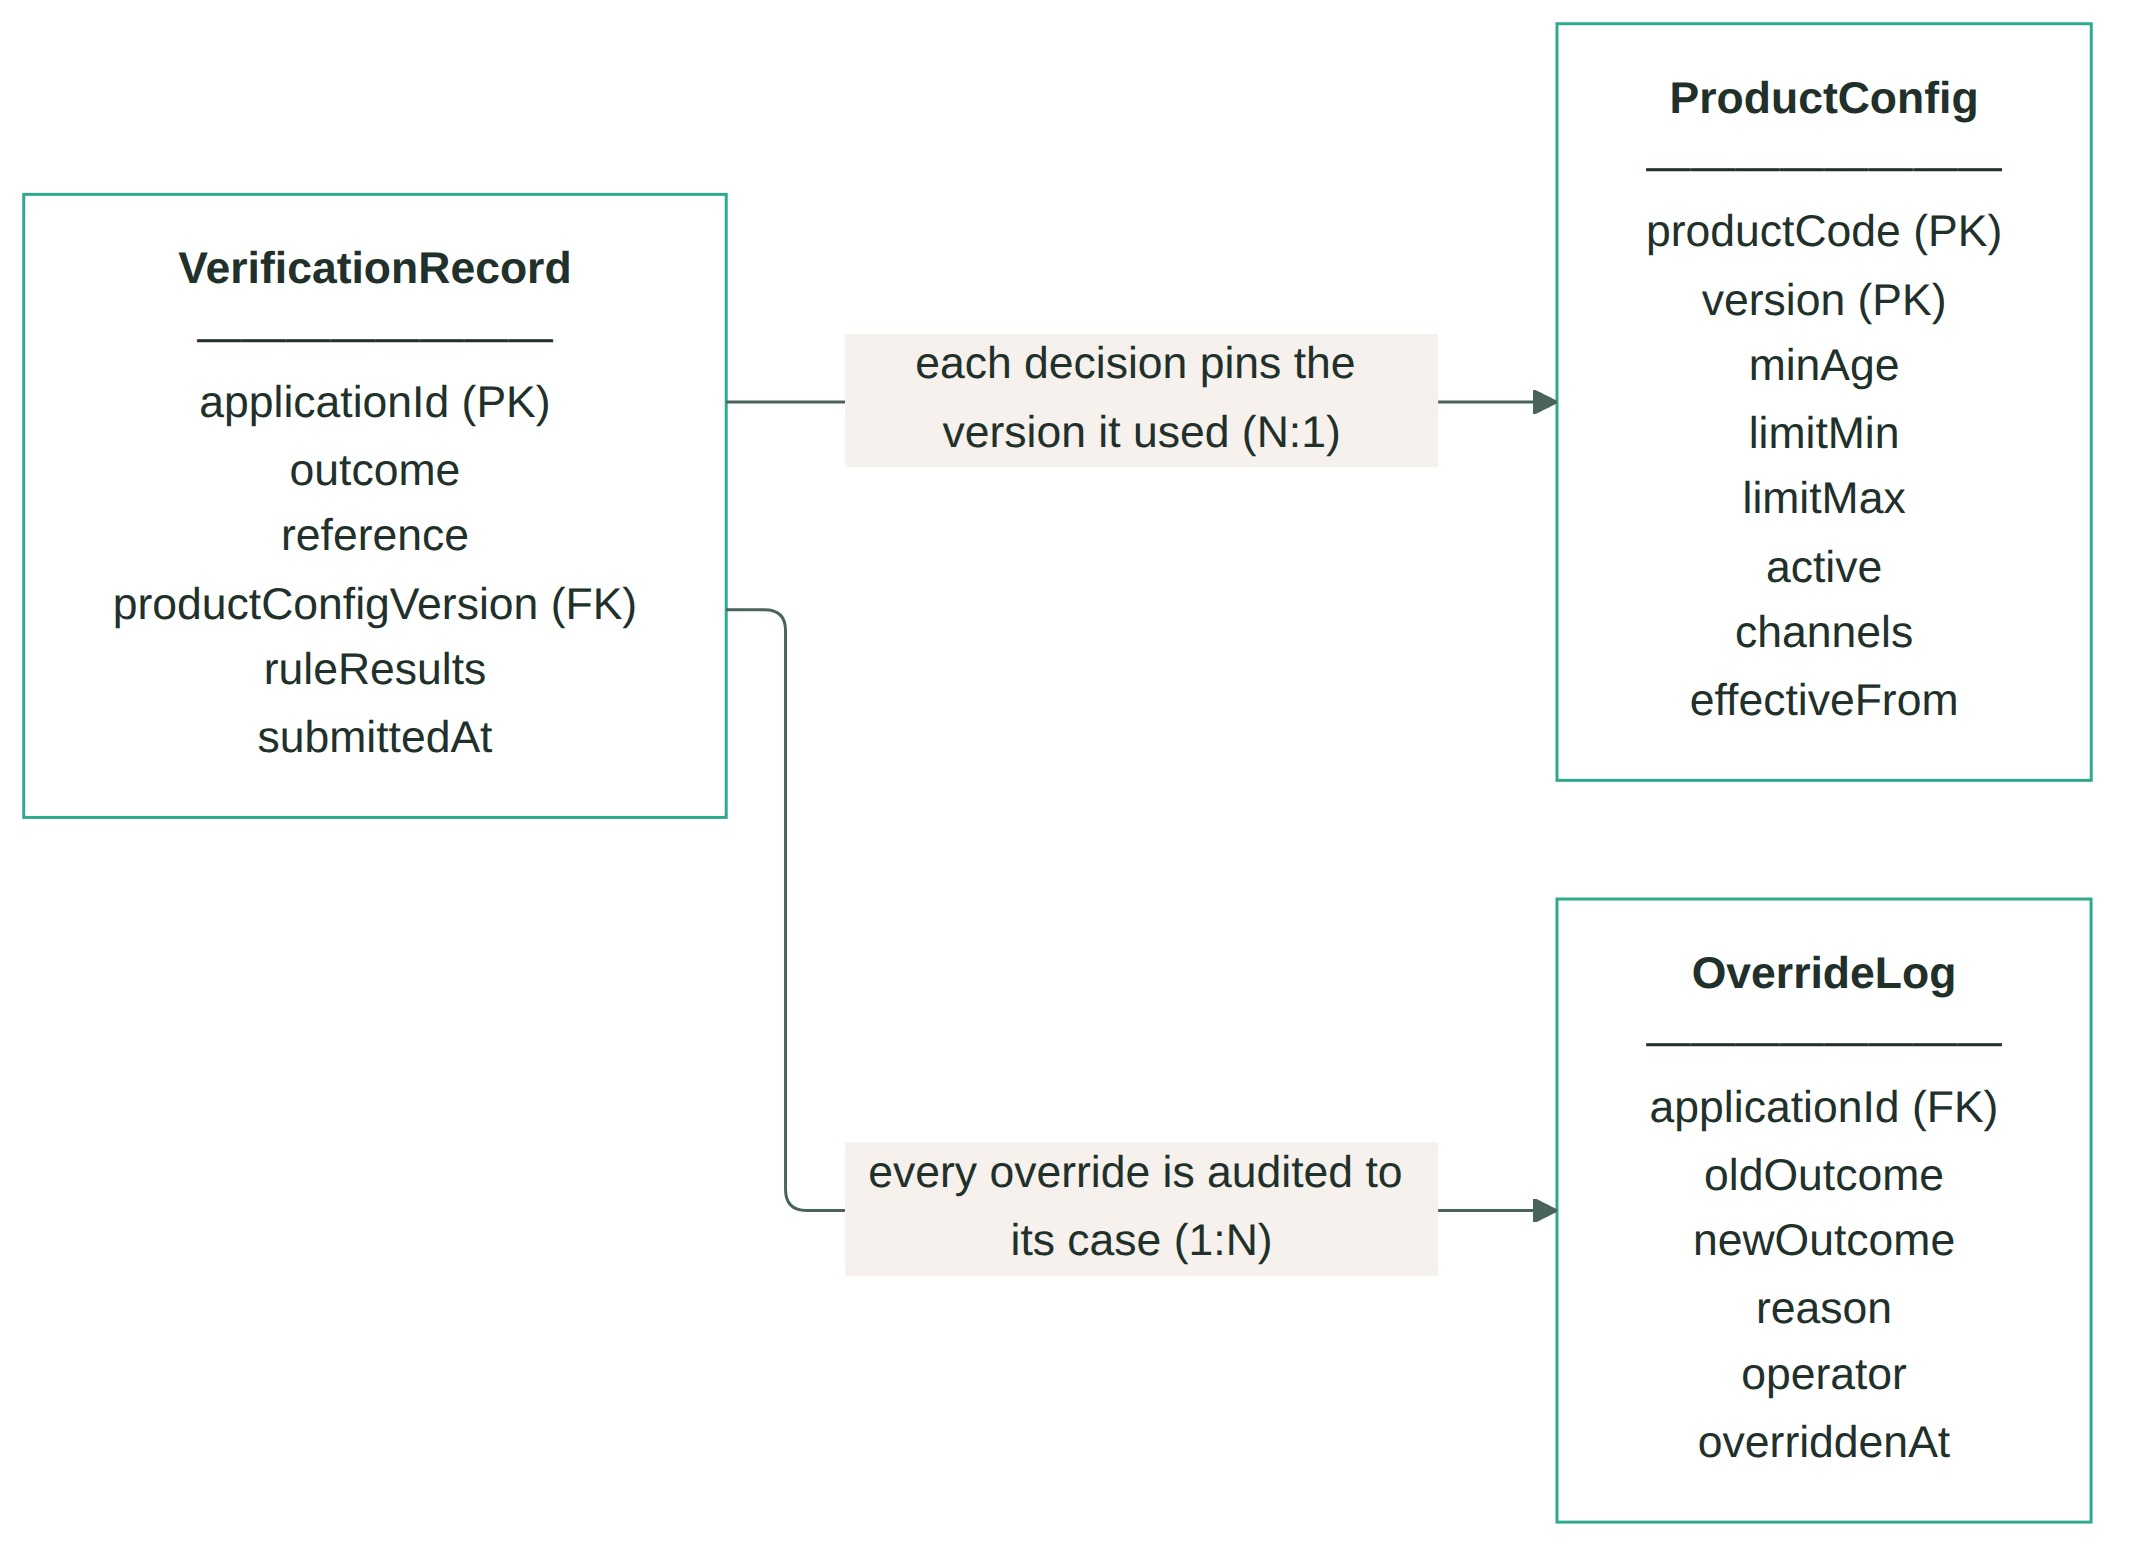 VerificationRecord
applicationId (PK)
outcome
reference
productConfigVersion (FK)
ruleResults
submittedAt
each decision pins the
version it used (N:1)
ProductConfig
productCode (PK)
version (PK)
minAge
limitMin
limitMax
active
channels
effectiveFrom
every override is audited to
its case (1:N)
OverrideLog
applicationId (FK)
oldOutcome
newOutcome
reason
operator
overriddenAt